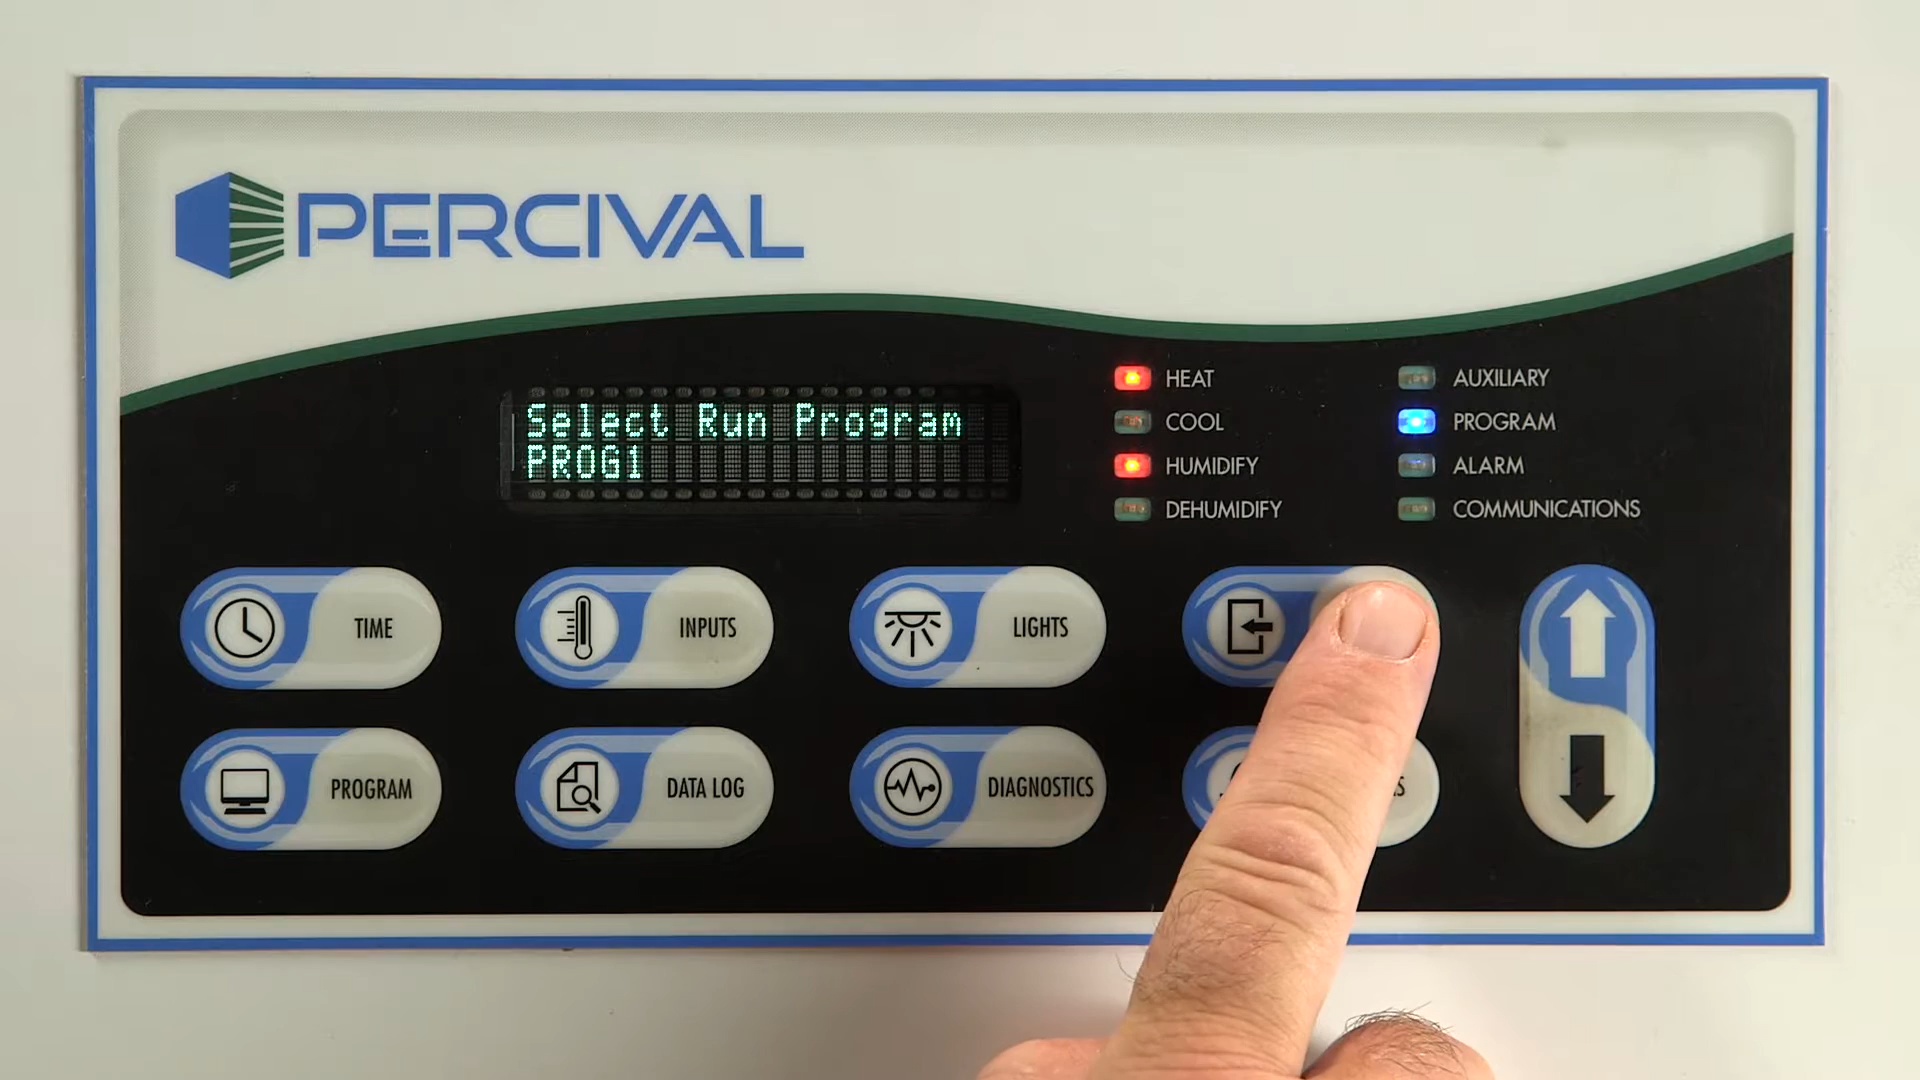 PERCIVAL
Select Run Program
PROG1
HEAT
COOL
HUMIDIFY
DEHUMIDIFY
AUXILIARY
PROGRAM
ALARM
COMMUNICATIONS
TIME
INPUTS
LIGHTS
PROGRAM
DATA LOG
DIAGNOSTICS